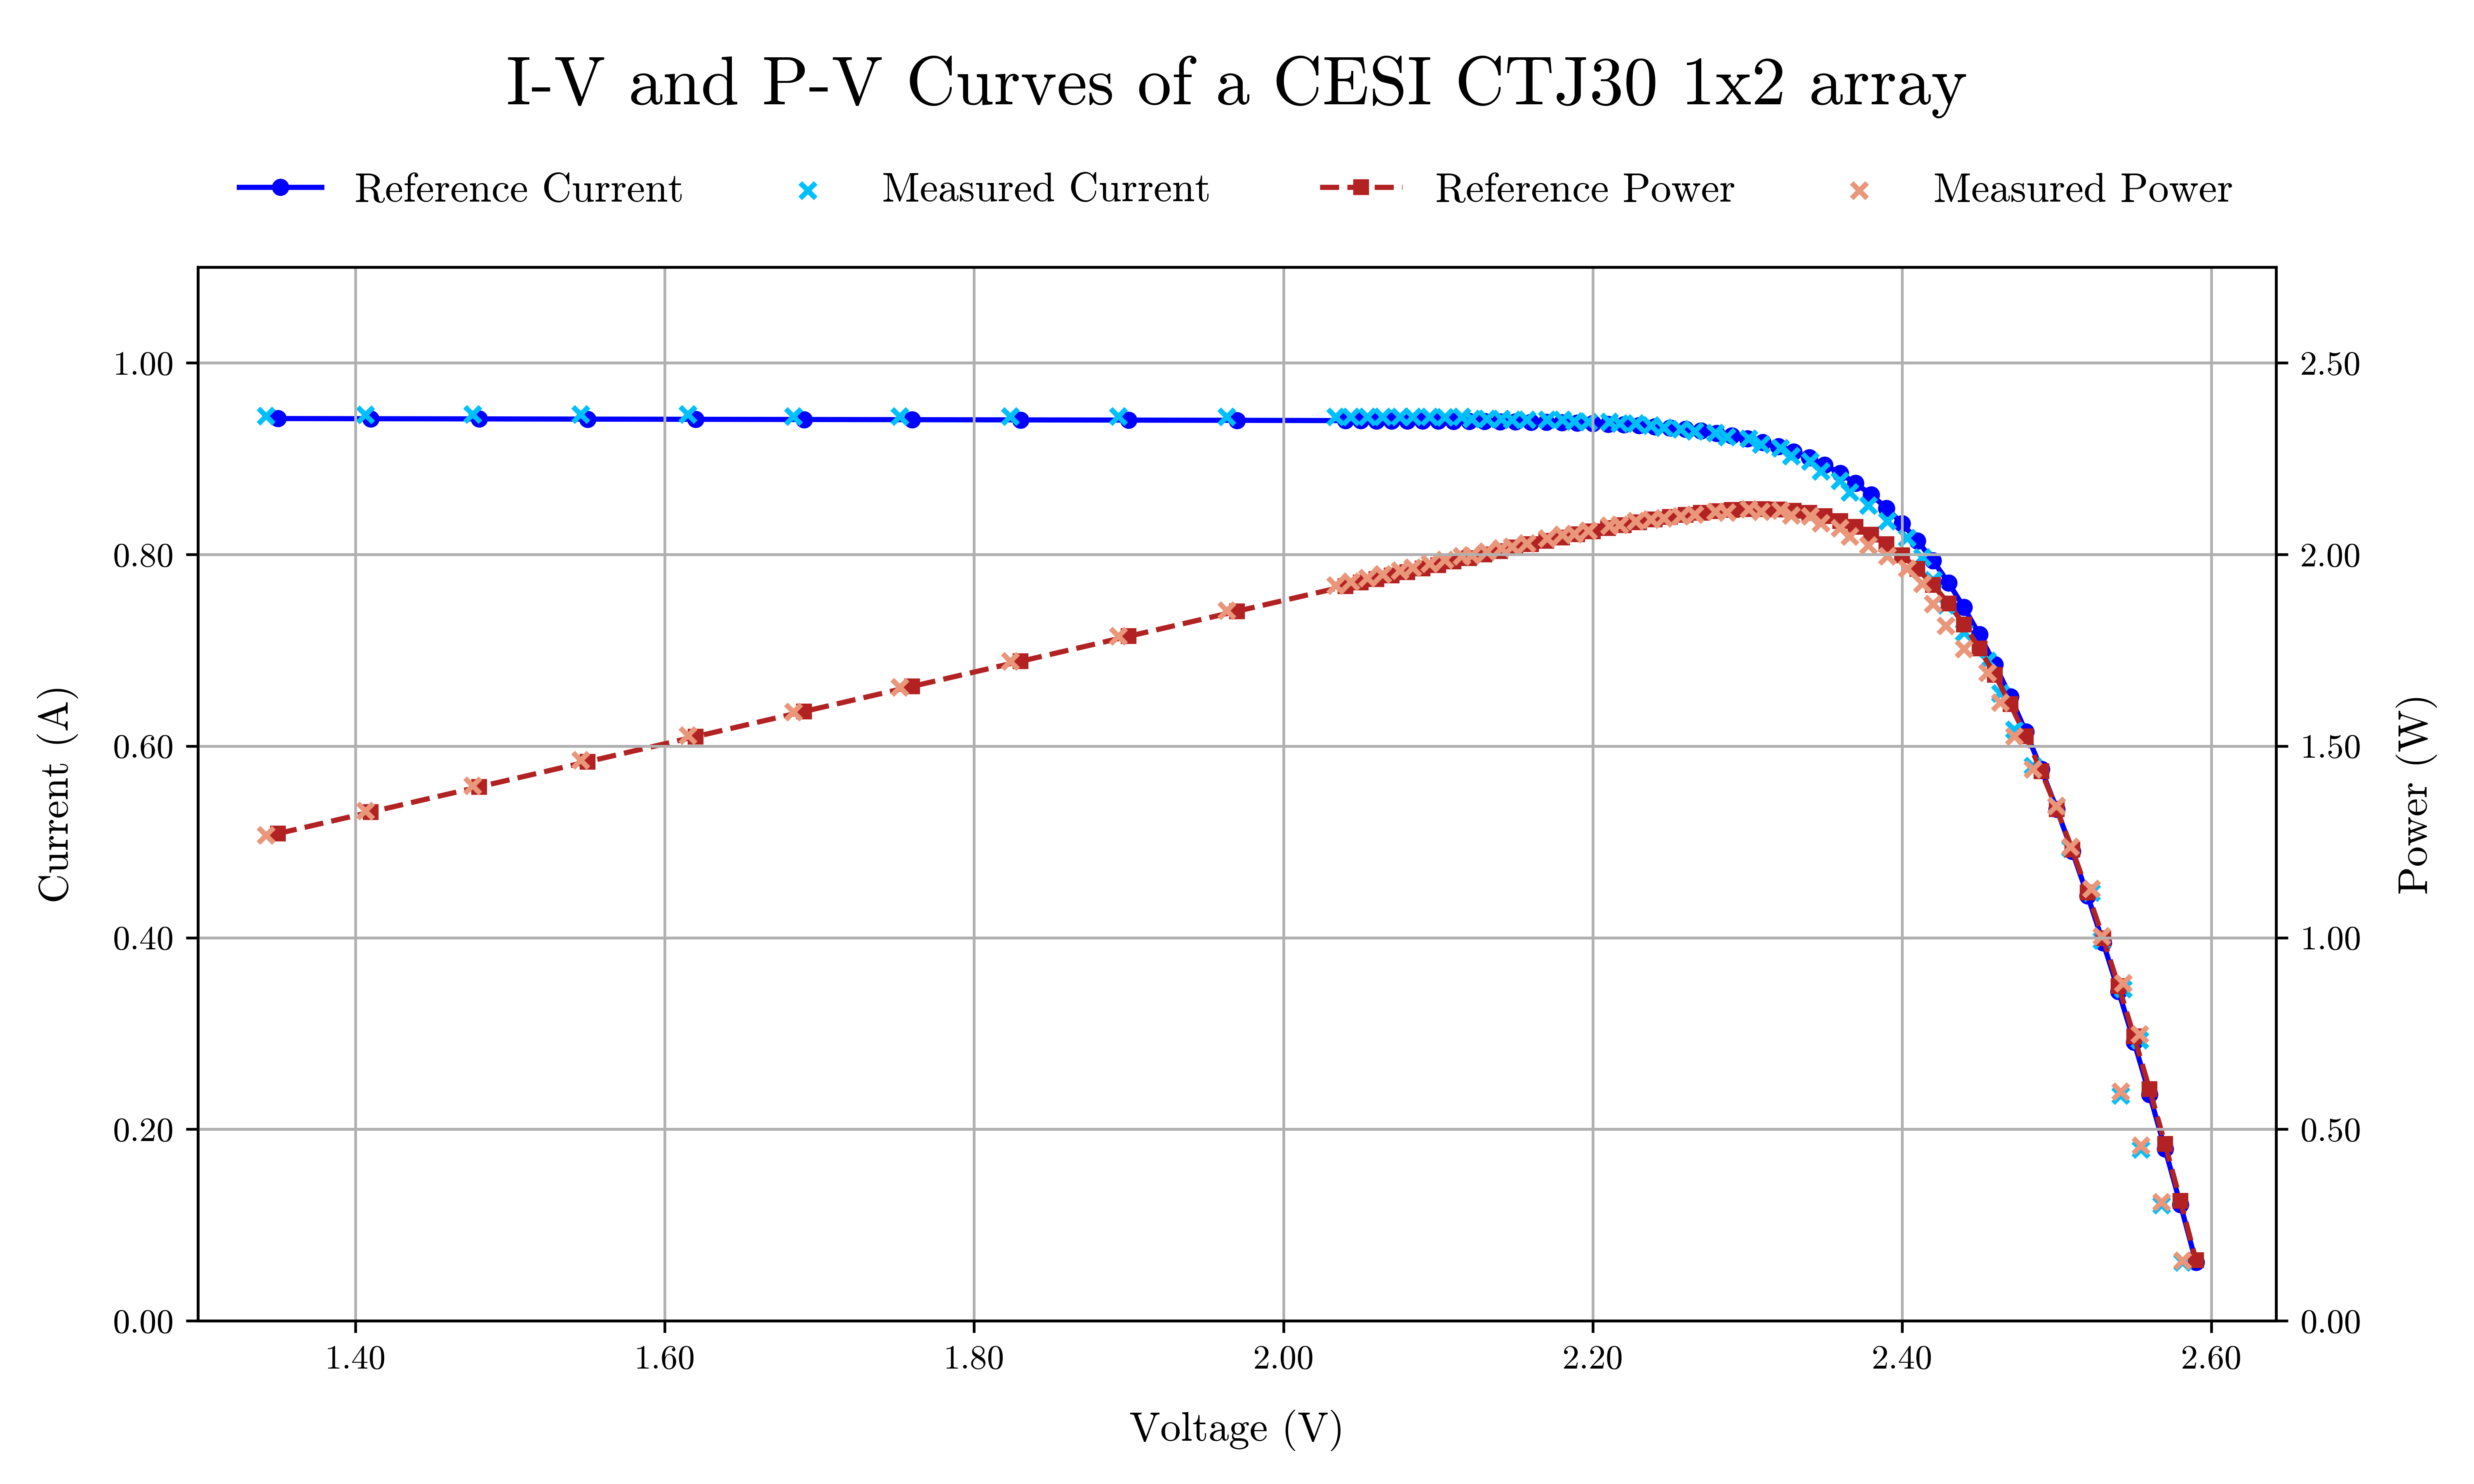 I-V and P-V Curves of a CESI CTJ30 1x2 array
Reference Current Measured Current Reference Power Measured Power
1.00 2.50
0.80 2.00
0.60 1.50
0.40 1.00
0.20 0.50
0.00 0.00
Current (A)
Power (W)
1.40 1.60 1.80 2.00 2.20 2.40 2.60
Voltage (V)